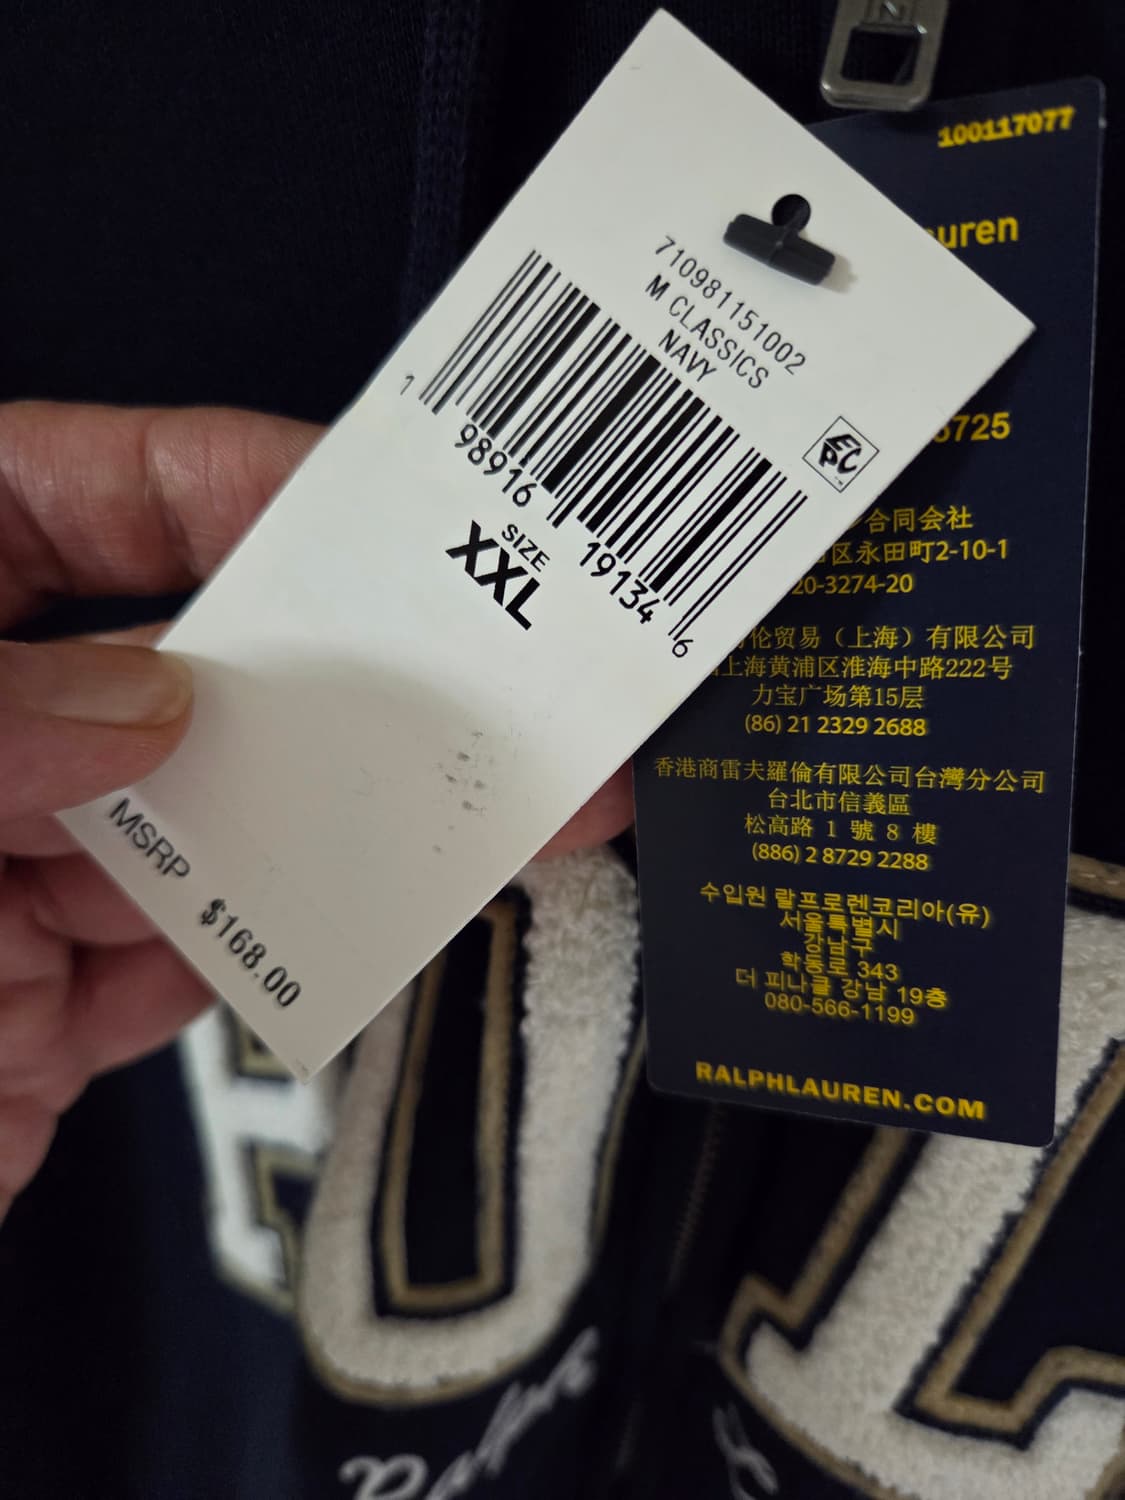 710981151002
M CLASSICS
NAVY
1 98916 19134 6
SIZE
XXL
MSRP $168.00
EPC
100117077
725
合同会社
区永田町2-10-1
20-3274-20
伦贸易（上海）有限公司
上海黄浦区淮海中路222号
力宝广场第15层
(86) 21 2329 2688
香港商雷夫羅倫有限公司台灣分公司
台北市信義區
松高路 1 號 8 樓
(886) 2 8729 2288
수입원 랄프로렌코리아(유)
서울특별시
강남구
학동로 343
더 피나클 강남 19층
080-566-1199
RALPHLAUREN.COM